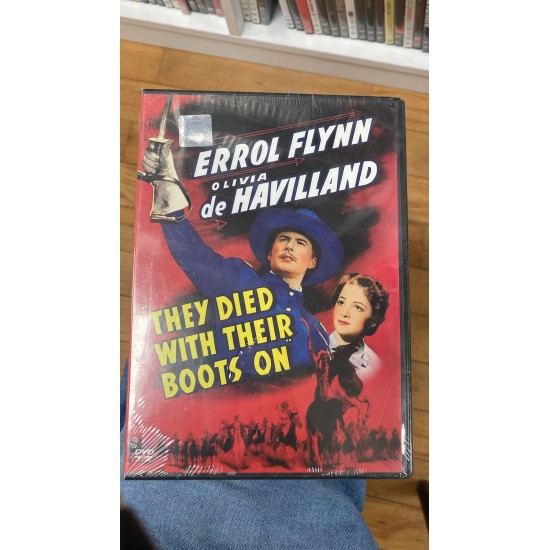 ERROL FLYNN
OLIVIA
de HAVILLAND
"THEY DIED
WITH THEIR
BOOTS ON"
DVD